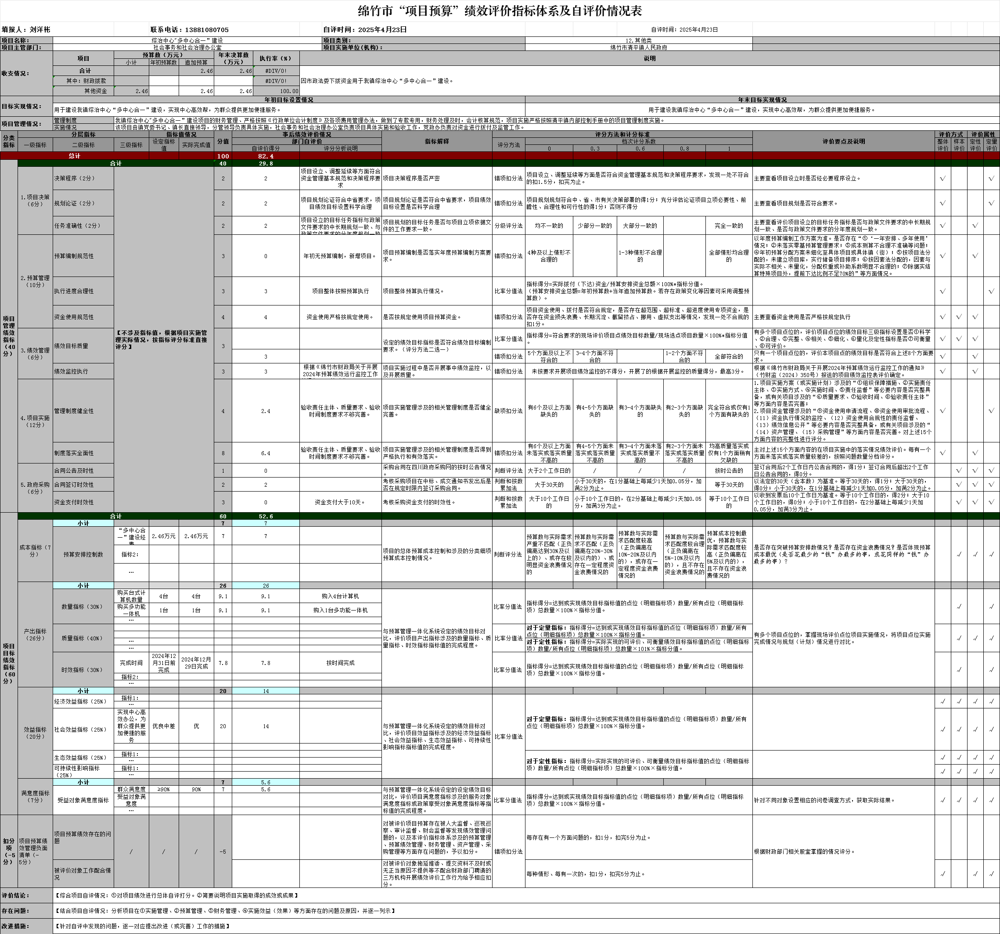 绵竹市“项目预算”绩效评价指标体系及自评价情况表
填报人：刘洋彬 联系电话：13881080705 自评时间：2025年4月23日 自评时间：2025年4月23日
项目名称： 综治中心“多中心合一”建设 项目类别： 12.其他类
项目主管部门： 社会事务和社会治理办公室 项目实施单位(机构)： 绵竹市清平镇人民政府
收支情况： 项目 预算数（万元） 年末决算数（万元） 执行率（%） 说明
小计 年初预算数 追加预算
合计 2.46 2.46 #DIV/0!
其中：财政拨款 #DIV/0!
其他资金 2.46 2.46 2.46 100.00
因市政法委下拨资金用于我镇综治中心“多中心合一”建设。
目标实现情况： 年初目标设置情况 年末目标实现情况
用于建设我镇综治中心“多中心合一”建设，实现中心高效帮，为群众提供更加便捷服务。 用于建设我镇综治中心“多中心合一”建设，实现中心高效帮，为群众提供更加便捷服务。
项目管理情况： 管理制度 我镇综治中心“多中心合一”建设项目的财务管理、严格按照《行政单位会计制度》及各项费用管理办法，做到了专款专用，财务处理及时，会计核算规范，项目实施严格按照清平镇内部控制手册中的项目管理制度实施。
实施情况 该项目由镇党委书记、镇长直接领导，分管领导负责具体实施，社会事务和社会治理办公室负责项目具体实施和验收工作，党政办负责对资金进行拨付及监管工作。
分类指标 分层指标 指标值情况 分值 事后绩效评价情况 指标解释 评分方法和计分标准 评价要点及说明 评价方式 评价属性
一级指标 二级指标 三级指标 设定指标值 实际完成值 部门自评价 评分方法 档次计分系数 整体评价 样本评价 定性评价 定量评价
自评价得分 评分分析说明 0 0.3 0.6 0.8 1
总计 100 82.4
项目管理绩效指标（40分） 合计 40 29.8
【不涉及指标值，根据项目实施管理实际情况，按指标评分标准直接评分】
1.项目决策（6分） 决策程序（2分） 2 2 项目设立、调整延续等方面符合资金管理基本规范和决策程序要求 项目决策程序是否严密 错项扣分法 项目设立、调整延续等方面是否符合资金管理基本规范和决策程序要求，发现一处不符合的扣1.5分，扣完为止。 主要查看项目设立时是否经必要程序设立。 √ √
规划论证（2分） 2 2 项目规划论证符合中省要求，项目绩效目标设置科学合理 项目规划论证是否符合中省要求，项目绩效目标设置是否科学合理 错项扣分法 项目规划规划符合中、省、市有关决策部署的得1分；充分评估论证项目立项必要性、前瞻性、合理性和可行性的得1分；否则不得分 主要查看项目规划是否符合要求。 √ √
任务准确性（2分） 2 2 项目设立的目标任务指标与政策文件要求的中长期规划一致、与政策文件要求的分年度规划一致 项目规划的目标任务是否与项目立项依据文件的工作要求一致。 分级评分法 均不一致的 少部分一致的 大部分一致的 完全一致的 主要查看评价项目设立的目标任务指标是否与政策文件要求的中长期规划一致、是否与政策文件要求的分年度规划一致。 √ √
2.预算管理（10分） 预算编制规范性 3 0 年初无预算编制，新增项目。 项目预算编制是否落实年度预算编制方案要求。 错项扣分法 4种及以上情形不合理的 1-3种情形不合理的 全部情形均合理的 以年度预算编制工作方案为准。是否存在“①‘一年安排、多年使用’情况；②未落实零基预算管理要求；③成本测算不合理不准确等问题；④年初预算分配方案未细化至具体项目或具体镇（街）；⑤按项目法分配的，未建立项目库，实行储备项目排序；⑥按因素法分配的，因素与实际不相关、未量化，分配权重或补助系数明显不合理的；⑦除据实结算特殊项目外，提前下达比例不足70%的”等方面情况。 √ √
执行进度合理性 3 3 项目整体按照预算执行 项目整体预算执行情况。 比率分值法 指标得分=实际拨付（下达)资金/预算安排资金总额×100%*指标分值。（预算安排资金总额=年初预算数+当年追加预算数。若存在政策变化等因素可采用调整预算数）。 √ √
资金使用规范性 4 4 资金使用严格按规定使用。 是否按规定使用项目预算资金。 错项扣分法 项目资金使用、拨付是否符合规定，是否存在超范围、超标准、超进度使用专项资金，是否存在资金损失浪费、长期沉淀、截留挤占、挪用、虚拟支出等情况，发现一处不合规的扣1分。 主要查看资金使用是否严格按规定执行 √ √ √
3.绩效管理（6分） 绩效目标质量 3 设定的绩效目标指标是否符合绩效目标编制要求。（评分方法二选一） 比率分值法 指标得分=符合要求的现场评价项目点绩效目标数量/现场选点项目数量×100%*指标分值。 有多个项目点位的，评价项目点位的绩效目标三级指标设置是否①科学、②合理、③完整、④相关、⑤细化、⑥量化及定性指标是否⑦可衡量、⑧可评价。 √ √ √
3 错项扣分法 5个方面及以上不符合的 3-4个方面不符合的 1-2个方面不符合的 全部符合的 只有一个项目点位的，评价本项目点的绩效目标是否符合上述8个方面要求。 √ √
绩效监控执行 3 3 根据《绵竹市财政局关于开展2024年预算绩效运行监控工作 项目实施过程中是否开展事中绩效监控，以及开展质量。 错项扣分法 未按要求开展项目绩效监控的不得分，开展了的根据开展监控的质量得分，最高3分。 根据《绵竹市财政局关于开展2024年预算绩效运行监控工作的通知》（竹财监（2024）350号）报送的项目绩效监控表评价确定。 √ √
4.项目实施（12分） 管理制度健全性 4 2.4 验收责任主体、质量要求、验收时间制度要求不够完善。 项目实施管理涉及的相关管理制度是否健全完善。 缺项扣分法 有6个及以上方面缺失的 有4-5个方面缺失的 有3-4个方面缺失的 有2-3个方面缺失的 完全符合或仅有1个方面有缺失的 1.项目实施方案（或实施计划）涉及的“①组织保障措施、②实施责任主体、③实施方式、④实施时间、⑤责任监督”等必要内容是否完整具备，或有关项目涉及的“⑥质量要求、⑦验收时间、⑧验收责任主体”等方面内容是否完善；
2.项目资金管理涉及的“⑨资金使用申请流程、⑩资金使用审批流程、（11）资金执行情况的监控、（12）资金使用合规性的责任监督、（13）绩效信息公开”等必要内容是否完整具备，或有关项目涉及的“（14）资产管理、（15）采购管理”等方面内容是否完善。对上述15个方面内容的完整性进行评分。 √ √
制度落实全面性 8 6.4 验收责任主体、质量要求、验收时间制度要求不够完善。 项目实施管理涉及的相关管理制度是否得到严格执行和有效落实。 错项扣分法 有6个及以上方面未落实或落实质量不高的 有4-5个方面未落实或落实质量不高的 有3-4个方面未落实或落实质量不高的 有2-3个方面未落实或落实质量不高的 均高质量落实或仅有1个方面稍有欠缺的 主对上述15个方面内容的在项目实施中的落实情况绩效评价。每有一个方面未落实或落实质量较差的，按照问题数量分档评分。 √ √
5.政府采购（6分） 合同公告及时性 1 0 采购合同在四川政府采购网的按时公告情况。 判断评分法 大于2个工作日的 / / / 按时公告的 签订合同后2个工作日内公告合同的，得1分；签订合同后超出2个工作日公告合同的，得0分。 √ √ √
合同签订时效性 2 2 考核采购项目在中标、成交通知书发出后是否在规定时限内签订采购合同。 判断和按数累加法 大于30天的 小于30天的，在1分基础上每减少1天加0.05分，加满2分为止。 等于30天的 以法定的30天（含本数）为基准。等于30天的，得1分；大于30天的，得0分；小于30天的，在1分基础上每减少1天加0.05分，加满2分为止。 √ √ √
资金支付时效性 3 0 资金支付大于10天。 考核采购资金支付的时效性。 判断和按数累加法 大于10个工作日的 小于10个工作日的，在2分基础上每减少1天加0.05分，加满3分为止。 等于10个工作日的 以收到发票后10个工作日为基准。等于10个工作日的，得2分；大于10个工作日的，得0分；小于10个工作日的，在2分基础上每减少1天加0.05分，加满3分为止。 √ √ √
项目目标绩效指标（60分） 合计 60 52.6
成本指标（7分） 小计 7 7
预算安排控制数 “多中心合一”建设经费 2.46万元 2.46万元 7 7 项目的总体预算成本控制和涉及的分类细项预算成本控制情况。 判断评分法 预算数与实际需求严重不匹配（正负偏离达到30%及以上的）、或存在较明显资金浪费情况的 预算数与实际需求不匹配（正负偏离在20%-30%及以内的）、或存在一定程度资金浪费情况的 预算数与实际需求匹配度较高（正负偏离在10%-20%及以内的），或存在一定程度资金浪费情况的 预算数与实际需求匹配度较合理（正负偏离在5%-10%及以内的），且不存在资金浪费情况的 预算成本控制最优，预算数与实际需求匹配度较高（正负偏离在5%及以内的），且不存在资金浪费情况的 是否存在突破预算安排数情况？是否存在资金浪费情况？是否体现预算成本最优（是否花最少的“钱”办最多的事，或花同样的“钱”办最多的事）？ √ √ √
指标2：
…
产出指标（26分） 小计 26 26
数量指标（30%） 购买台式计算机数量 4台 4台 9.1 9.1 购入4台计算机 与预算管理一体化系统设定的绩效目标对比，评价项目产出指标涉及的数量指标、质量指标、时效指标指标值的完成程度。 比率分值法 指标得分=达到或实现绩效目标指标值的点位（明细指标项）数量/所有点位（明细指标项）总数量×100%×指标分值。 有多个项目点位的，掌握现场评价点位项目实施情况，将项目点位实施完成情况与规划（计划）情况进行对比。 √ √
购买多功能一体机 1台 1台 9.1 9.1 购入1台多功能一体机
…
质量指标（40%） 比率分值法 对于定量指标：指标得分=达到或实现绩效目标指标值的点位（明细指标项）数量/所有点位（明细指标项）总数量×100%×指标分值。 √ √ √
…
对于定性指标：指标得分=实际实现的可评价、可衡量绩效目标指标值的点位（明细指标项）数量/所有点位（明细指标项）总数量×101%×指标分值。
…
时效指标（30%） 完成时间 2024年12月31日前完成 2024年12月29日完成 7.8 7.8 按时间完成 比率分值法 指标得分=达到或实现绩效目标指标值的点位（明细指标项）数量/所有点位（明细指标项）总数量×100%×指标分值。 √ √
指标2：
…
效益指标（20分） 小计 20 14
经济效益指标（25%） 指标1： √ √ √ √
…
社会效益指标（25%） 实现中心高效办公，为群众提供更加便捷的服务 优良中差 优 20 14 与预算管理一体化系统设定的绩效目标对比，评价项目效益指标涉及的经济效益指标、社会效益指标、生态效益指标、可持续性影响指标指标值的完成程度。 比率分值法 对于定量指标：指标得分=达到或实现绩效目标指标值的点位（明细指标项）数量/所有点位（明细指标项）总数量×100%×指标分值。 √ √ √ √
生态效益指标（25%） 指标1： 对于定性指标：指标得分=实际实现的可评价、可衡量绩效目标指标值的点位（明细指标项）数量/所有点位（明细指标项）总数量×100%×指标分值。 √ √ √ √
…
可持续性影响指标（25%） 指标1： √ √ √ √
…
满意度指标（7分） 小计 7 5.6
受益对象满意度指标 群众满意度 ≥90% 90% 7 5.6 与预算管理一体化系统设定的设定绩效目标对比，评价项目满意度指标涉及的服务对象满意度指标或政策享受对象满意度指标等指标值的完成程度。 比率分值法 指标得分=达到或实现绩效目标指标值的点位（明细指标项）数量/所有点位（明细指标项）总数量×100%×指标分值。 针对不同对象设置相应的问卷调查方式，获取实际结果。 √ √ √ √
受益对象满意度
…
扣分项（-5分） 项目预算绩效管理负面清单（-5分） 项目预算绩效存在的问题 / / / -5 对被评价项目预算存在被人大监督、巡视巡察、审计监督、财会监督等发现绩效管理问题的，以及本评价指标体系涉及的预算管理、预算绩效管理、财务管理、资产管理、采购管理等方面存在问题的，予以扣分。 错项扣分法 每存在有一个方面问题的，扣1分，扣完5分为止。 根据财政部门相关股室掌握的情况评分。
被评价对象工作配合情况 对被评价对象拖延推诿、提交资料不及时或无正当原因不提供等不配合财政部门聘请的三方机构开展绩效评价工作行为给予相应扣分。 每种情形、每有一次的，扣1分，扣完5分为止。 √ √ √
评价结论： 【综合项目自评情况：①对项目绩效进行总体自评打分。②简要说明项目实施取得的成效或成果】
存在问题： 【结合项目自评情况：分析项目在①实施管理、②预算管理、③财务管理、④实施效益（效果）等方面存在的问题及原因，并逐一列示】
改进措施： 【针对自评中发现的问题，逐一对应提出改进（或完善）工作的措施】